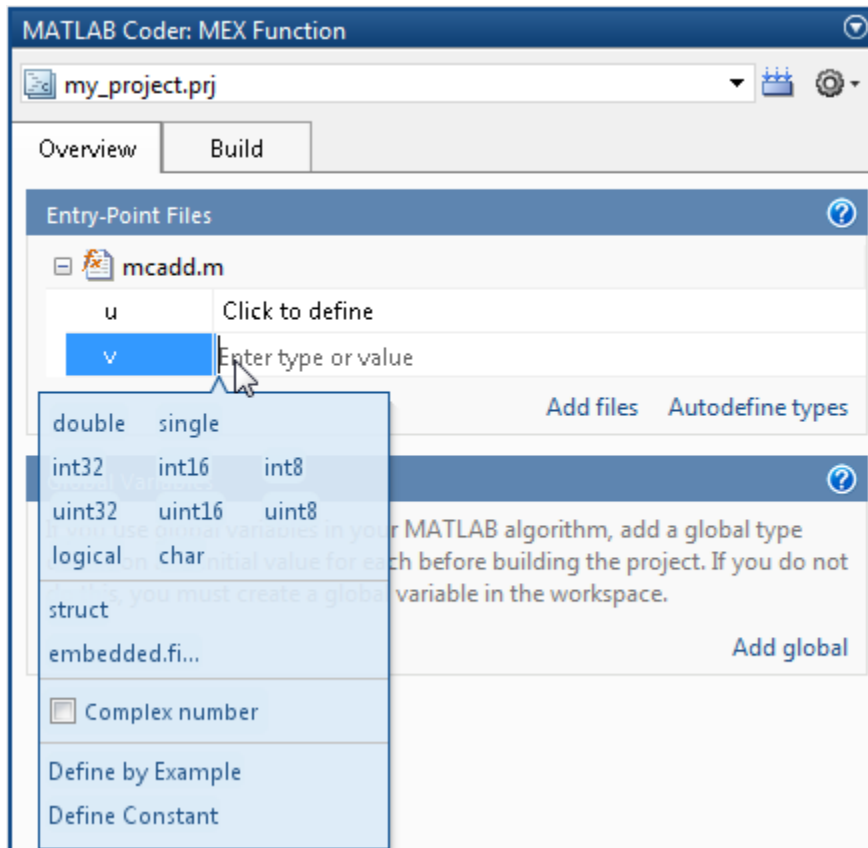 MATLAB Coder: MEX Function
my_project.prj
Overview Build
Entry-Point Files
mcadd.m
u Click to define
v Enter type or value
Add files Autodefine types
double single
int32 int16 int8
uint32 uint16 uint8
logical char
struct
embedded.fi...
Complex number
Define by Example
Define Constant
Global Variables
If you use global variables in your MATLAB algorithm, add a global type
on initial value for each before building the project. If you do not
this, you must create a global variable in the workspace.
Add global